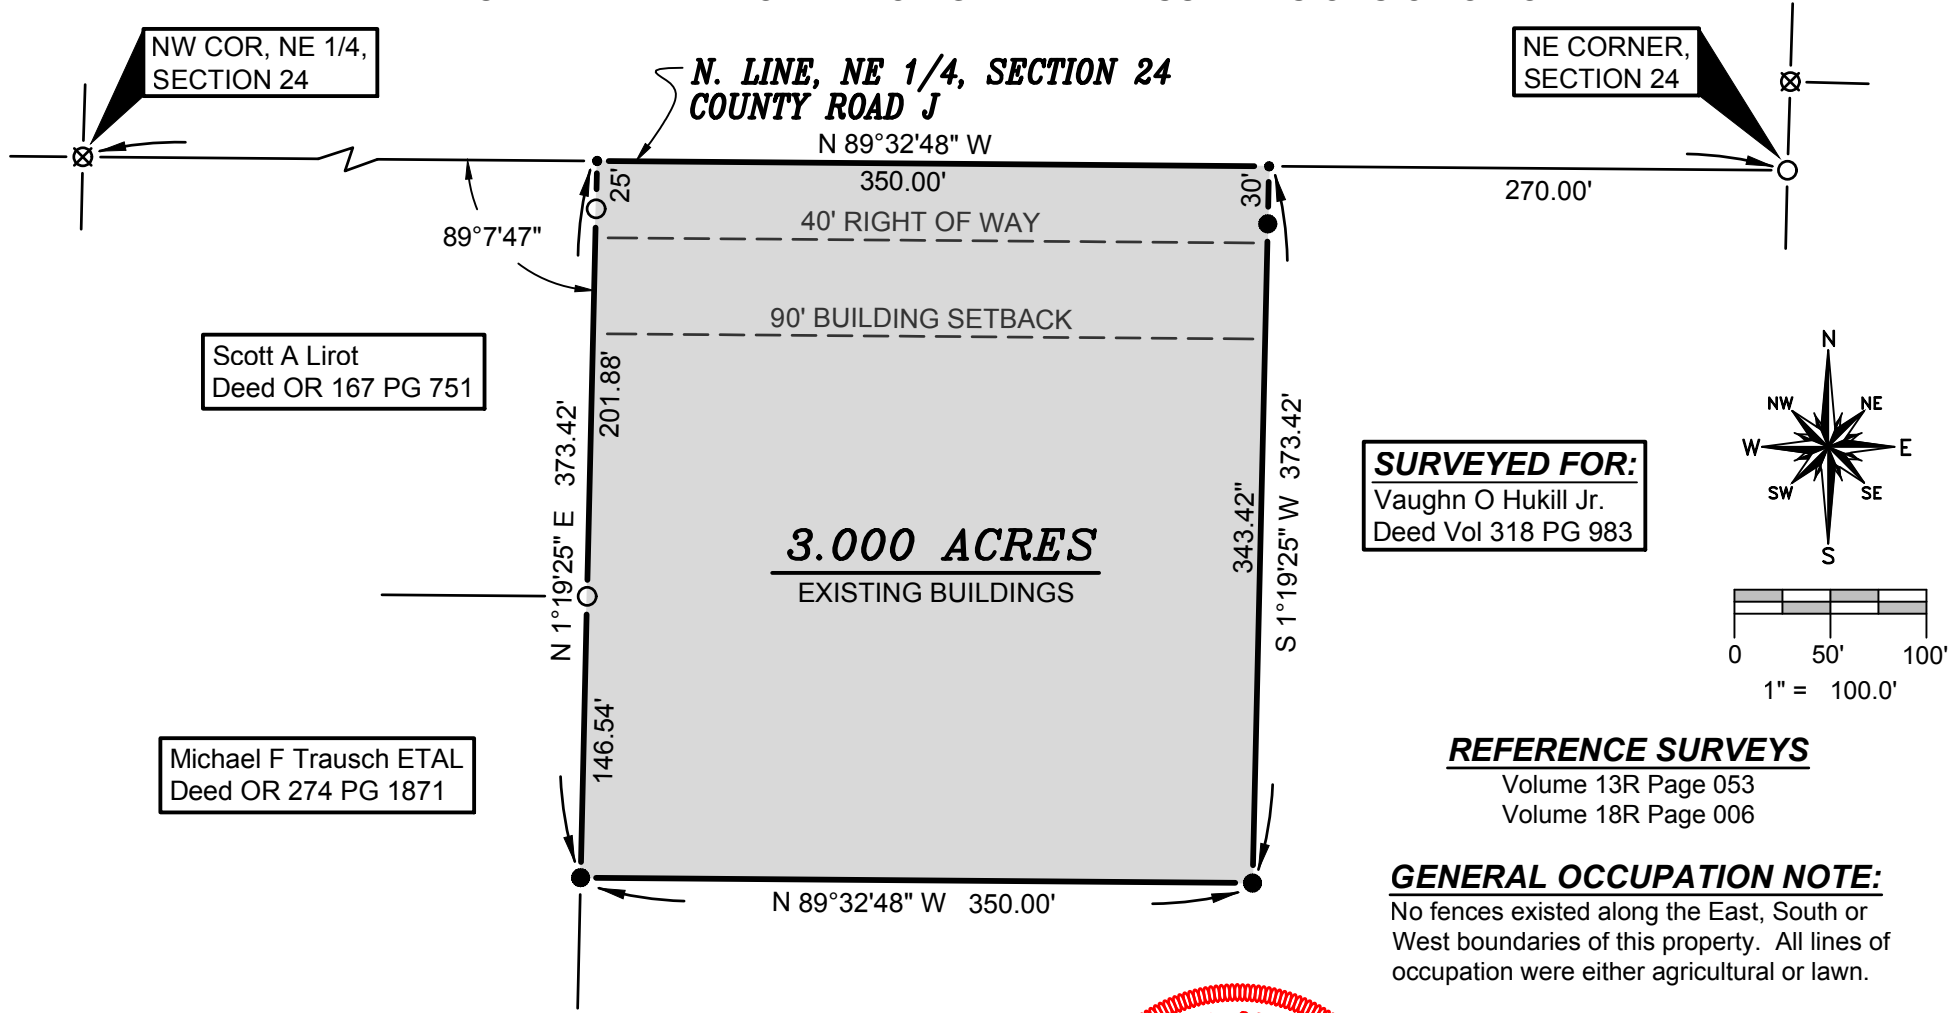 NW COR, NE 1/4,
SECTION 24
N. LINE, NE 1/4, SECTION 24
COUNTY ROAD J
NE CORNER,
SECTION 24
N 89°32'48" W
350.00'
270.00'
25'
30'
89°7'47"
40' RIGHT OF WAY
90' BUILDING SETBACK
Scott A Lirot
Deed OR 167 PG 751
N 1°19'25" E 373.42'
201.88'
146.54'
3.000 ACRES
EXISTING BUILDINGS
343.42"
S 1°19'25" W 373.42'
SURVEYED FOR:
Vaughn O Hukill Jr.
Deed Vol 318 PG 983
N
NW
NE
W
E
SW
SE
S
0 50' 100'
1" = 100.0'
Michael F Trausch ETAL
Deed OR 274 PG 1871
REFERENCE SURVEYS
Volume 13R Page 053
Volume 18R Page 006
N 89°32'48" W 350.00'
GENERAL OCCUPATION NOTE:
No fences existed along the East, South or
West boundaries of this property. All lines of
occupation were either agricultural or lawn.